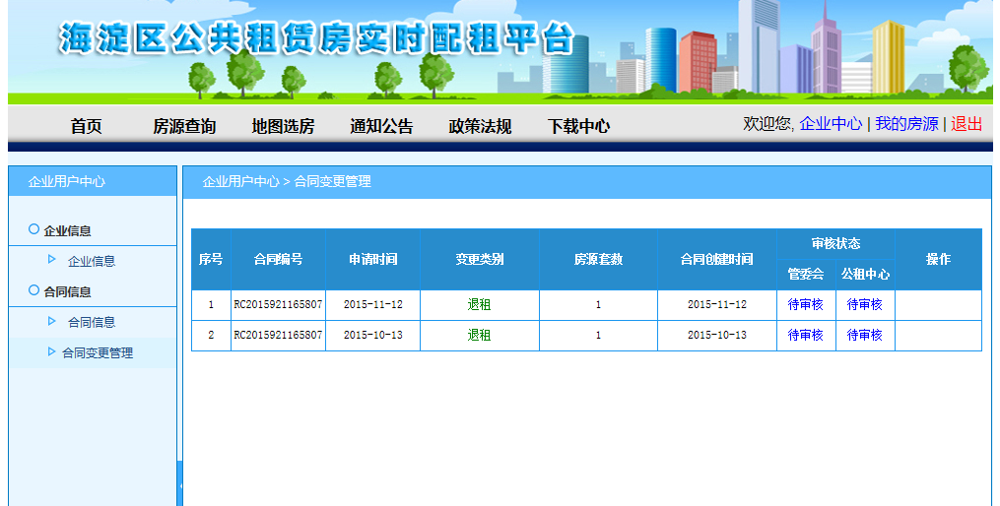 海淀区公共租赁房实时配租平台
首页 房源查询 地图选房 通知公告 政策法规 下载中心 欢迎您, 企业中心 | 我的房源 | 退出
企业用户中心
企业信息
企业信息
合同信息
合同信息
合同变更管理
企业用户中心 > 合同变更管理
序号 合同编号 申请时间 变更类别 房源套数 合同创建时间 审核状态 操作
管委会 公租中心
1 RC2015921165807 2015-11-12 退租 1 2015-11-12 待审核 待审核
2 RC2015921165807 2015-10-13 退租 1 2015-10-13 待审核 待审核